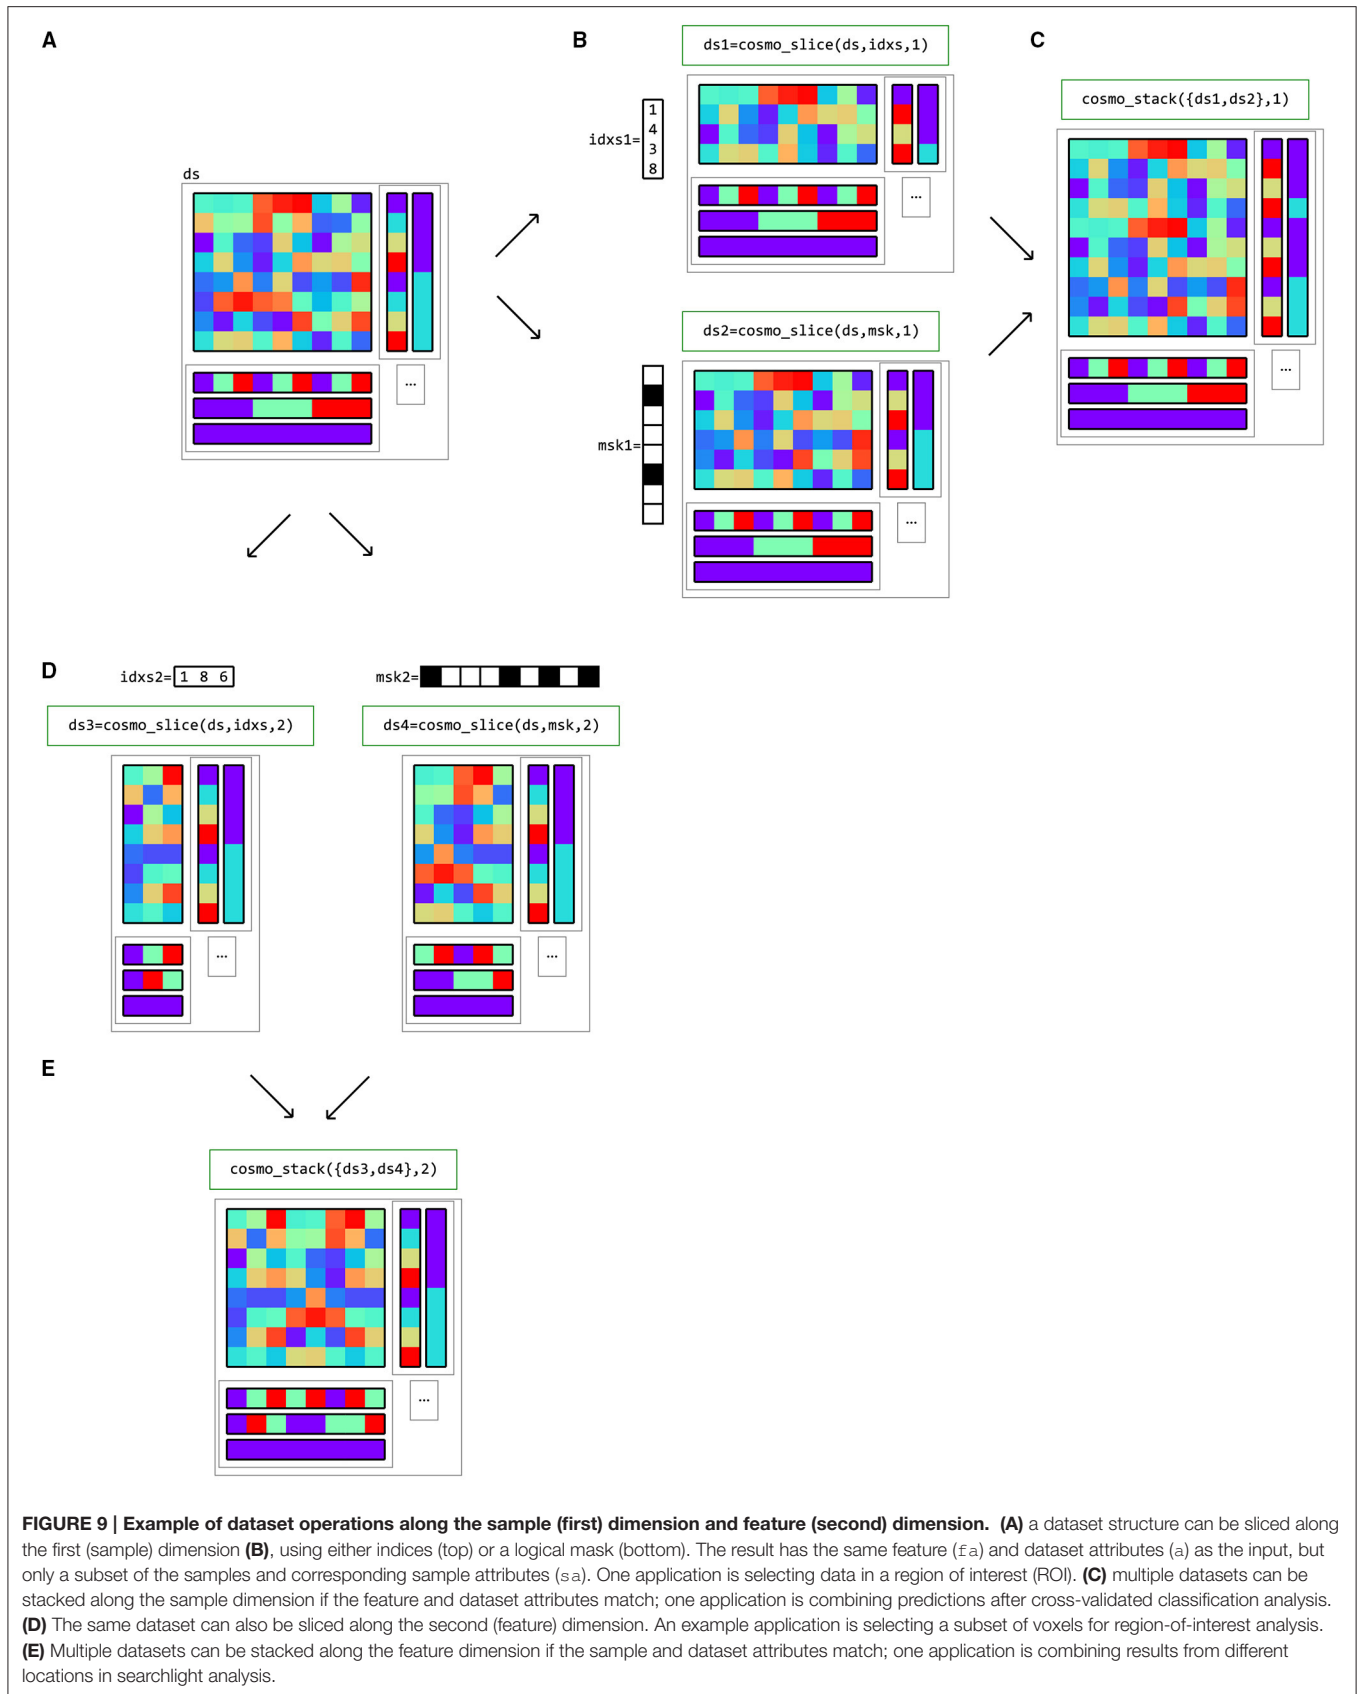 A
B
ds1=cosmo_slice(ds,idxs,1)
C
idxs1=
1
4
3
8
cosmo_stack({ds1,ds2},1)
ds
...
...
ds2=cosmo_slice(ds,msk,1)
msk1=
...
...
D
idxs2= 1 8 6
msk2=
ds3=cosmo_slice(ds,idxs,2)
ds4=cosmo_slice(ds,msk,2)
...
...
E
cosmo_stack({ds3,ds4},2)
...
FIGURE 9 | Example of dataset operations along the sample (first) dimension and feature (second) dimension. (A) a dataset structure can be sliced along
the first (sample) dimension (B), using either indices (top) or a logical mask (bottom). The result has the same feature (fa) and dataset attributes (a) as the input, but
only a subset of the samples and corresponding sample attributes (sa). One application is selecting data in a region of interest (ROI). (C) multiple datasets can be
stacked along the sample dimension if the feature and dataset attributes match; one application is combining predictions after cross-validated classification analysis.
(D) The same dataset can also be sliced along the second (feature) dimension. An example application is selecting a subset of voxels for region-of-interest analysis.
(E) Multiple datasets can be stacked along the feature dimension if the sample and dataset attributes match; one application is combining results from different
locations in searchlight analysis.